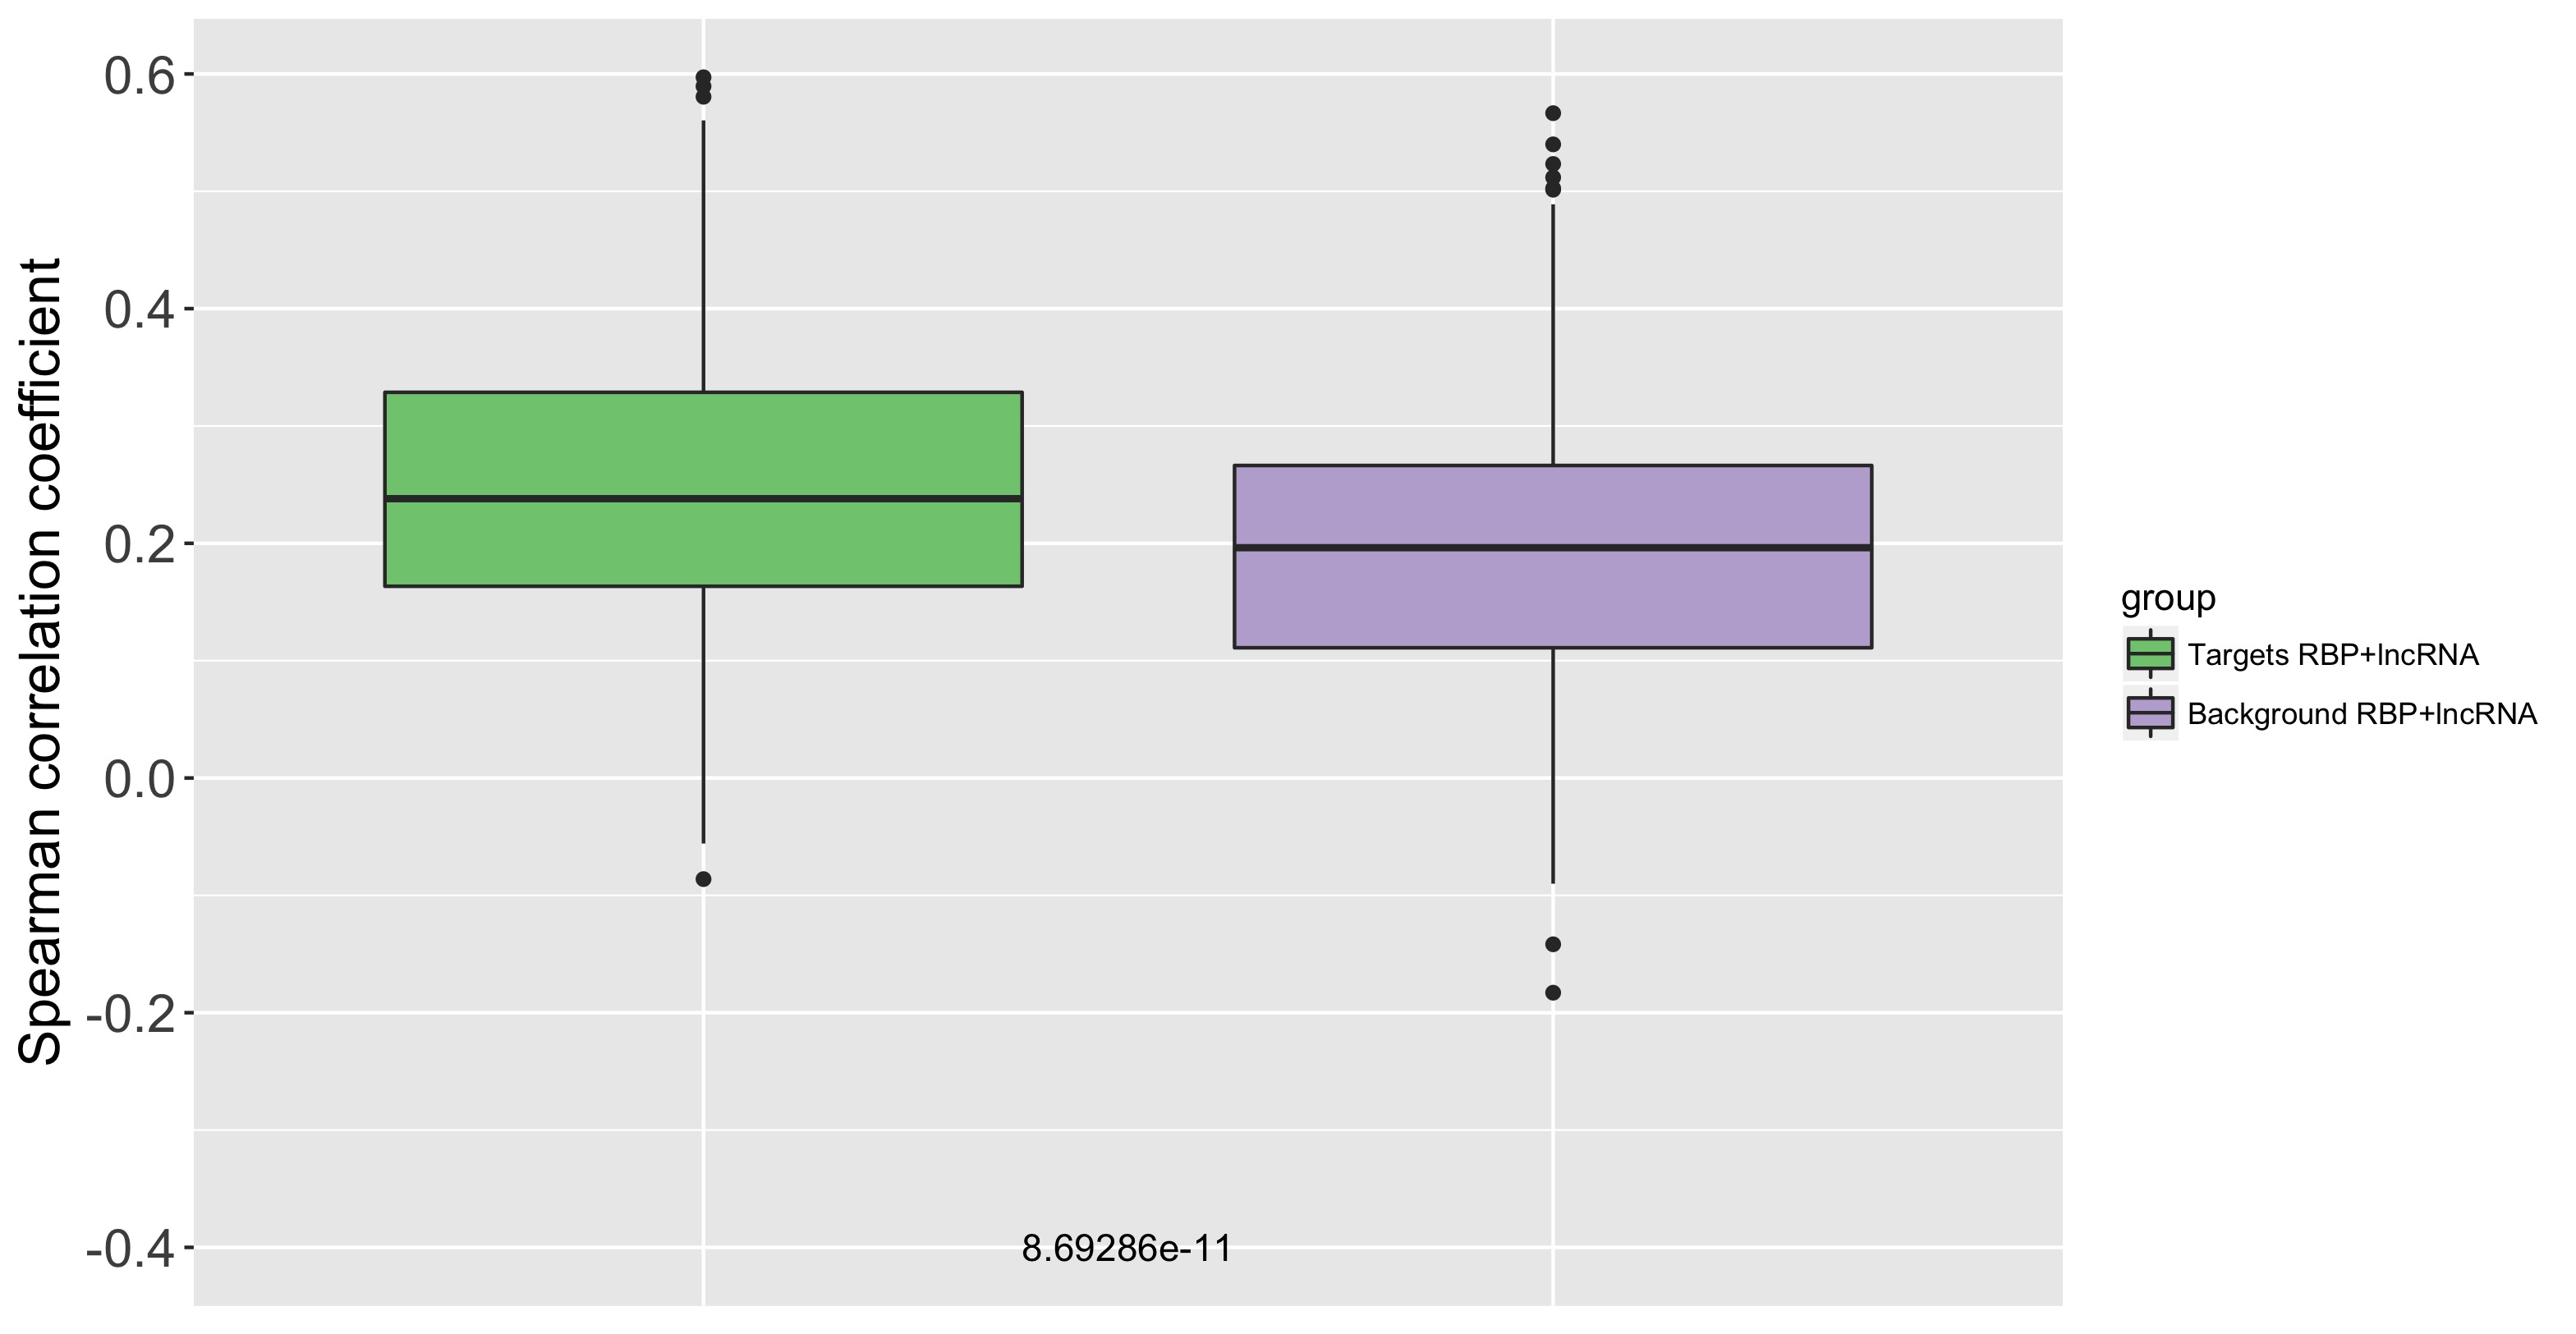 Spearman correlation coefficient
0.6
0.4
0.2
0.0
-0.2
-0.4
8.69286e-11
group
Targets RBP+lncRNA
Background RBP+lncRNA